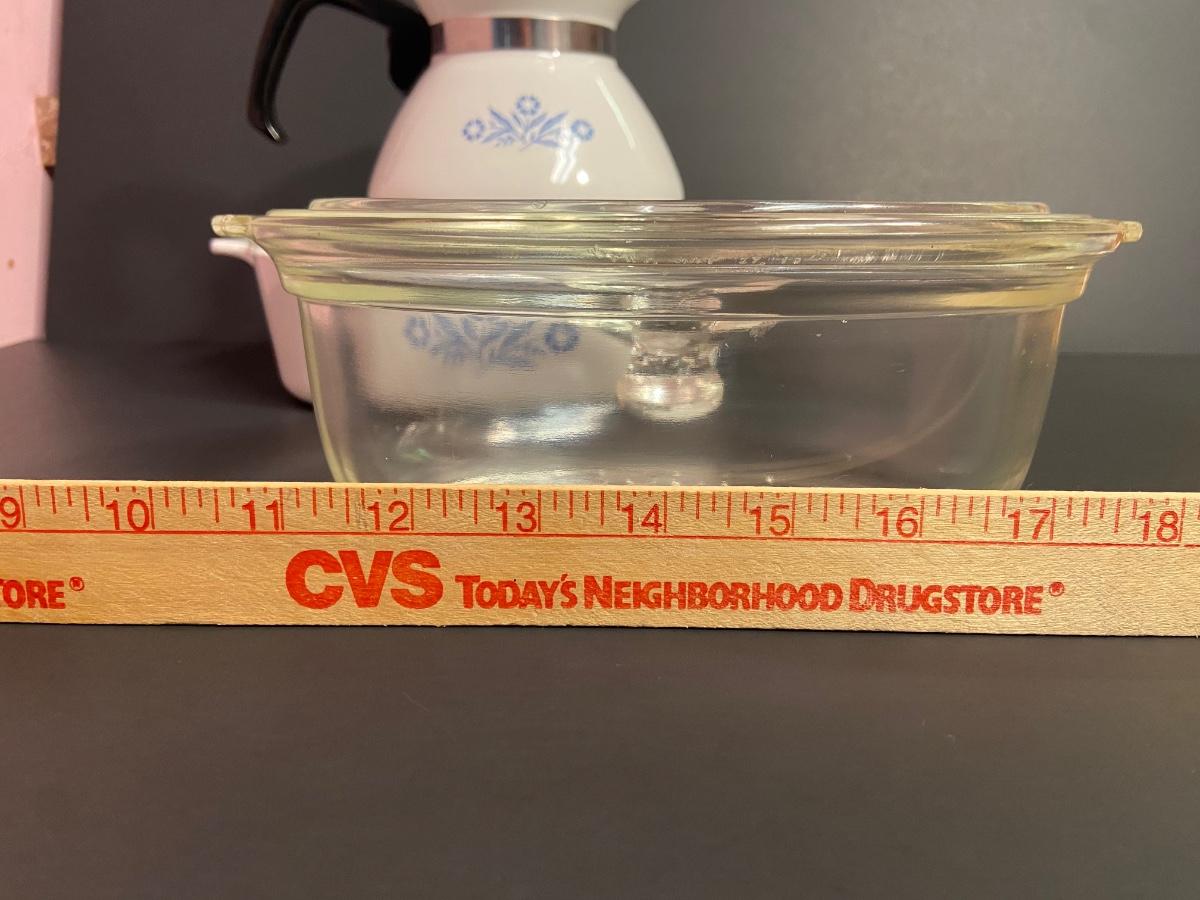 9 10 11 12 13 14 15 16 17 18
TORE® CVS TODAY'S NEIGHBORHOOD DRUGSTORE®